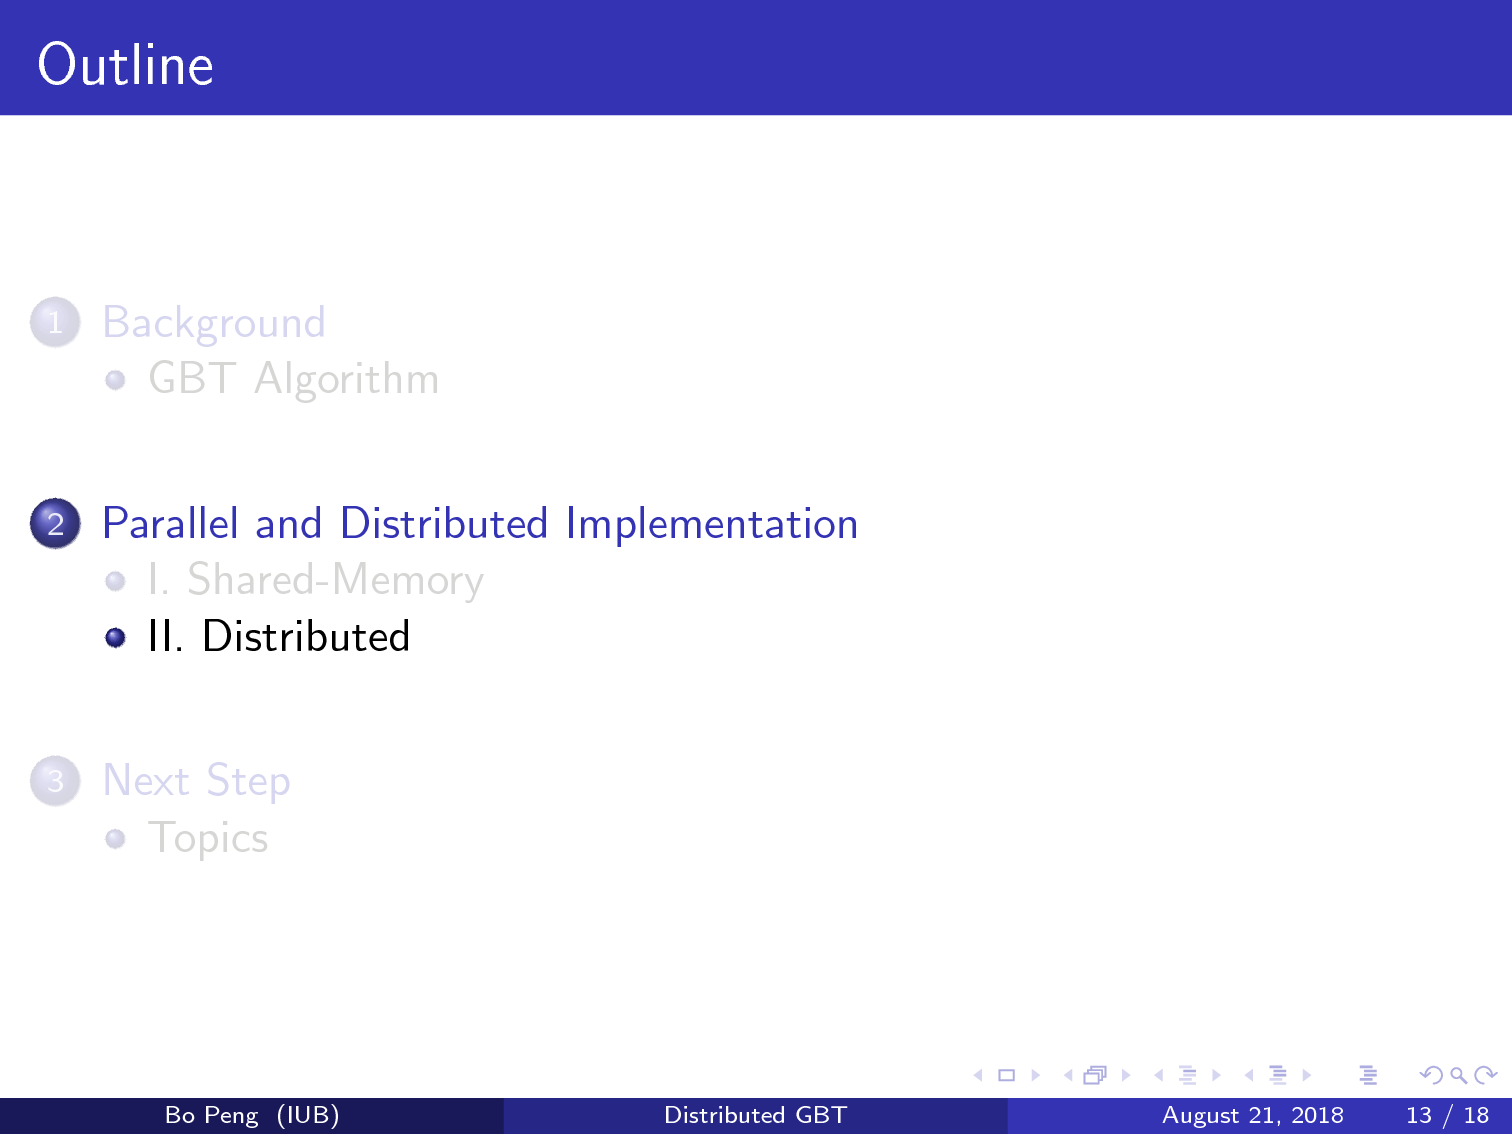 Outline
1 Background
GBT Algorithm
2 Parallel and Distributed Implementation
I. Shared-Memory
II. Distributed
3 Next Step
Topics
Bo Peng (IUB) Distributed GBT August 21, 2018 13 / 18